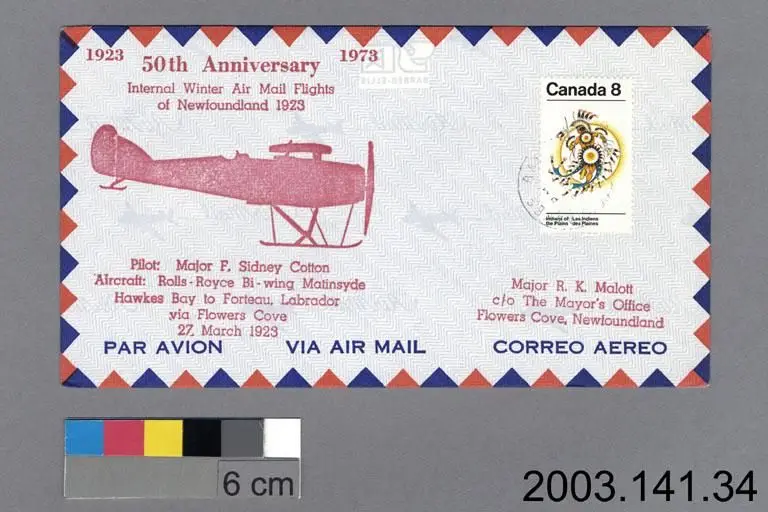 1923
1973
50th Anniversary
Internal Winter Air Mail Flights
of Newfoundland 1923
Canada 8
Indians of Les Indiens
the Plains des Plaines
Pilot: Major F. Sidney Cotton
Aircraft: Rolls-Royce Bi-wing Matinsyde
Hawkes Bay to Forteau, Labrador
via Flowers Cove
27. March 1923
Major R. K. Malott
c/o The Mayor's Office
Flowers Cove, Newfoundland
PAR AVION VIA AIR MAIL CORREO AEREO
6 cm
2003.141.34